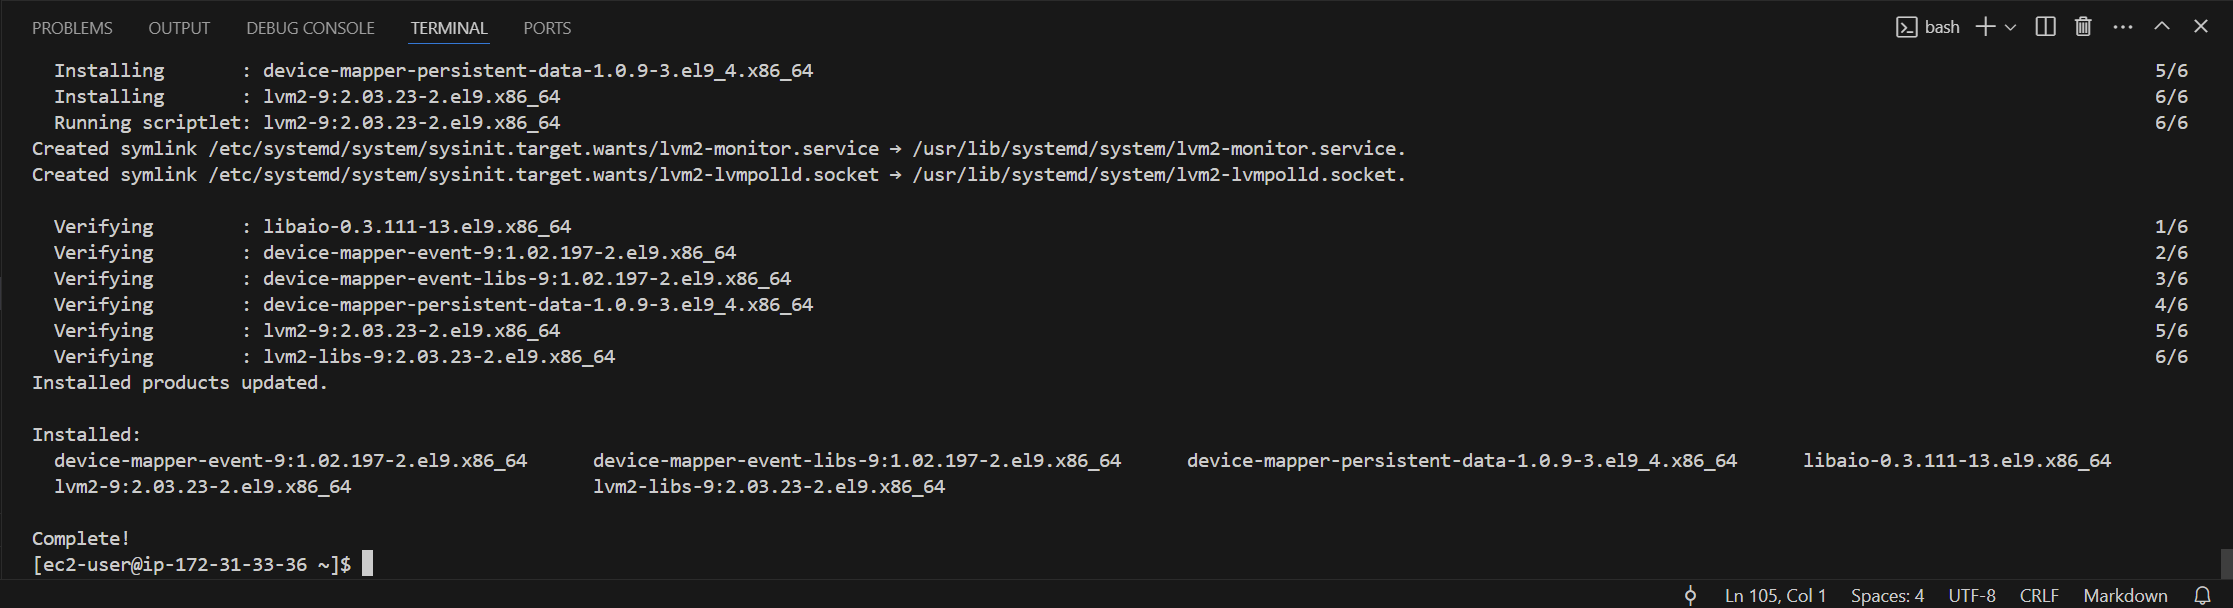 PROBLEMS OUTPUT DEBUG CONSOLE TERMINAL PORTS bash
Installing : device-mapper-persistent-data-1.0.9-3.el9_4.x86_64 5/6
Installing : lvm2-9:2.03.23-2.el9.x86_64 6/6
Running scriptlet: lvm2-9:2.03.23-2.el9.x86_64 6/6
Created symlink /etc/systemd/system/sysinit.target.wants/lvm2-monitor.service → /usr/lib/systemd/system/lvm2-monitor.service.
Created symlink /etc/systemd/system/sysinit.target.wants/lvm2-lvmpolld.socket → /usr/lib/systemd/system/lvm2-lvmpolld.socket.
Verifying : libaio-0.3.111-13.el9.x86_64 1/6
Verifying : device-mapper-event-9:1.02.197-2.el9.x86_64 2/6
Verifying : device-mapper-event-libs-9:1.02.197-2.el9.x86_64 3/6
Verifying : device-mapper-persistent-data-1.0.9-3.el9_4.x86_64 4/6
Verifying : lvm2-9:2.03.23-2.el9.x86_64 5/6
Verifying : lvm2-libs-9:2.03.23-2.el9.x86_64 6/6
Installed products updated.
Installed:
device-mapper-event-9:1.02.197-2.el9.x86_64 device-mapper-event-libs-9:1.02.197-2.el9.x86_64 device-mapper-persistent-data-1.0.9-3.el9_4.x86_64 libaio-0.3.111-13.el9.x86_64
lvm2-9:2.03.23-2.el9.x86_64 lvm2-libs-9:2.03.23-2.el9.x86_64
Complete!
[ec2-user@ip-172-31-33-36 ~]$
Ln 105, Col 1 Spaces: 4 UTF-8 CRLF Markdown